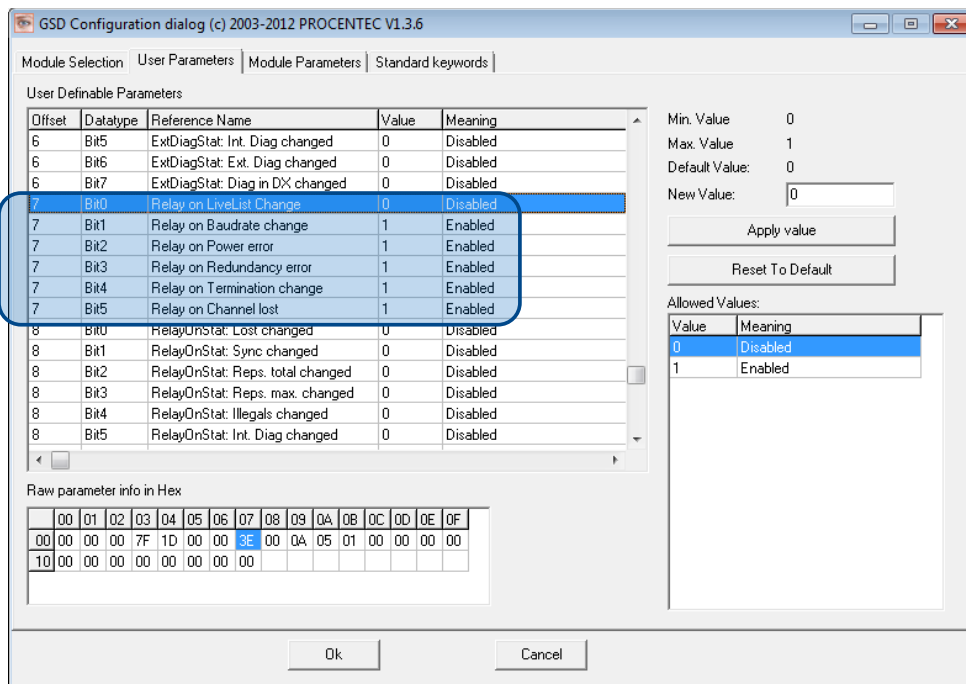 GSD Configuration dialog (c) 2003-2012 PROCENTEC V1.3.6
Module Selection User Parameters Module Parameters Standard keywords
User Definable Parameters
Offset Datatype Reference Name Value Meaning
6 Bit5 ExtDiagStat: Int. Diag changed 0 Disabled
6 Bit6 ExtDiagStat: Ext. Diag changed 0 Disabled
6 Bit7 ExtDiagStat: Diag in DX changed 0 Disabled
7 Bit0 Relay on LiveList Change 0 Disabled
7 Bit1 Relay on Baudrate change 1 Enabled
7 Bit2 Relay on Power error 1 Enabled
7 Bit3 Relay on Redundancy error 1 Enabled
7 Bit4 Relay on Termination change 1 Enabled
7 Bit5 Relay on Channel lost 1 Enabled
8 Bit0 RelayOnStat: Lost changed 0 Disabled
8 Bit1 RelayOnStat: Sync changed 0 Disabled
8 Bit2 RelayOnStat: Reps. total changed 0 Disabled
8 Bit3 RelayOnStat: Reps. max. changed 0 Disabled
8 Bit4 RelayOnStat: Illegals changed 0 Disabled
8 Bit5 RelayOnStat: Int. Diag changed 0 Disabled
Min. Value 0
Max. Value 1
Default Value: 0
New Value: 0
Apply value
Reset To Default
Allowed Values:
Value Meaning
0 Disabled
1 Enabled
Raw parameter info in Hex
00 01 02 03 04 05 06 07 08 09 0A 0B 0C 0D 0E 0F
00 00 00 00 7F 1D 00 00 3E 00 0A 05 01 00 00 00 00
10 00 00 00 00 00 00 00 00
Ok Cancel